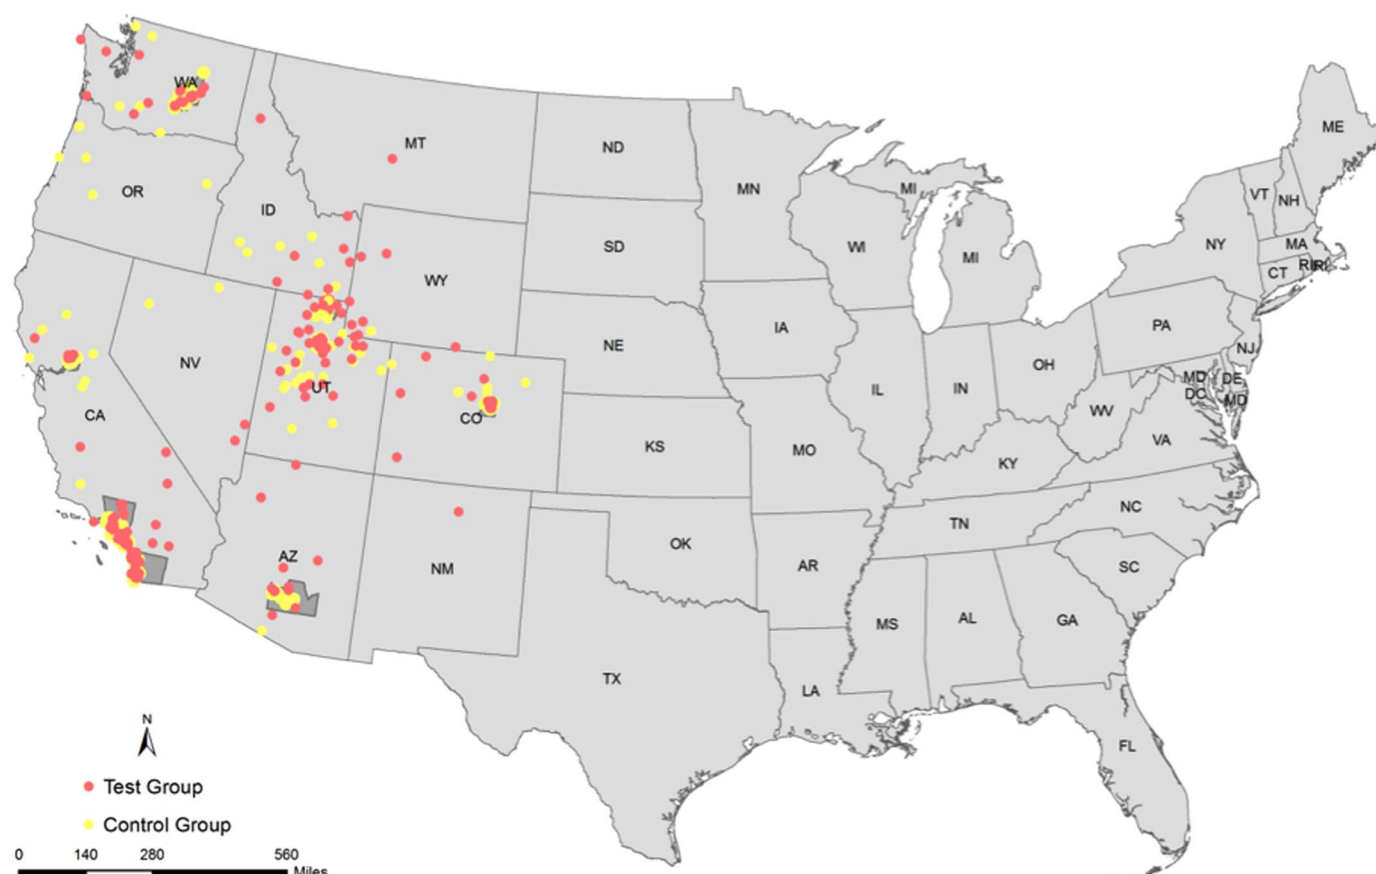 WA
MT
ND
ME
OR
MN
MI
VT
NH
ID
SD
WI
NY
MA
MI
CT
RI
RI
WY
IA
PA
NV
NE
OH
NJ
UT
IL
IN
MD
DE
DC
MD
CA
CO
WV
KS
MO
VA
KY
NC
TN
AZ
OK
NM
AR
SC
MS
AL
GA
TX
LA
FL
N
Test Group
Control Group
0 140 280 560
Miles